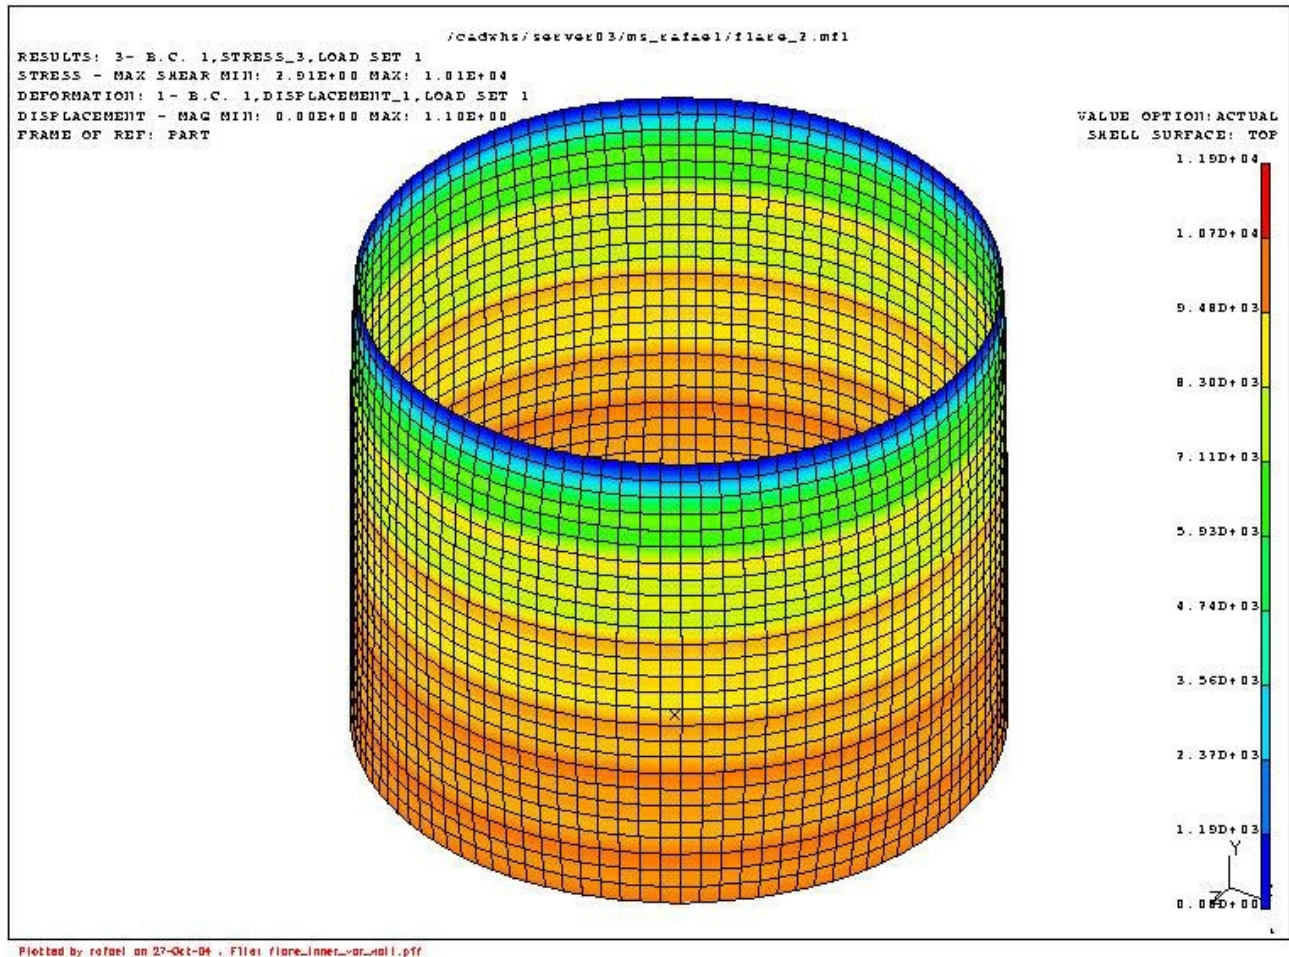 /cadwhs/server03/ms_rafael/flare_2.mf1
RESULTS: 3- B.C. 1,STRESS_3,LOAD SET 1
STRESS - MAX SHEAR MIN: 2.91E+00 MAX: 1.01E+04
DEFORMATION: 1- B.C. 1,DISPLACEMENT_1,LOAD SET 1
DISPLACEMENT - MAG MIN: 0.00E+00 MAX: 1.10E+00
FRAME OF REF: PART
VALUE OPTION:ACTUAL
SHELL SURFACE: TOP
1.19D+04
1.07D+04
9.48D+03
8.30D+03
7.11D+03
5.93D+03
4.74D+03
3.56D+03
2.37D+03
1.19D+03
Y
Z
Plotted by rafael on 27-Oct-04 , File: flare_inner_var_wall.pff